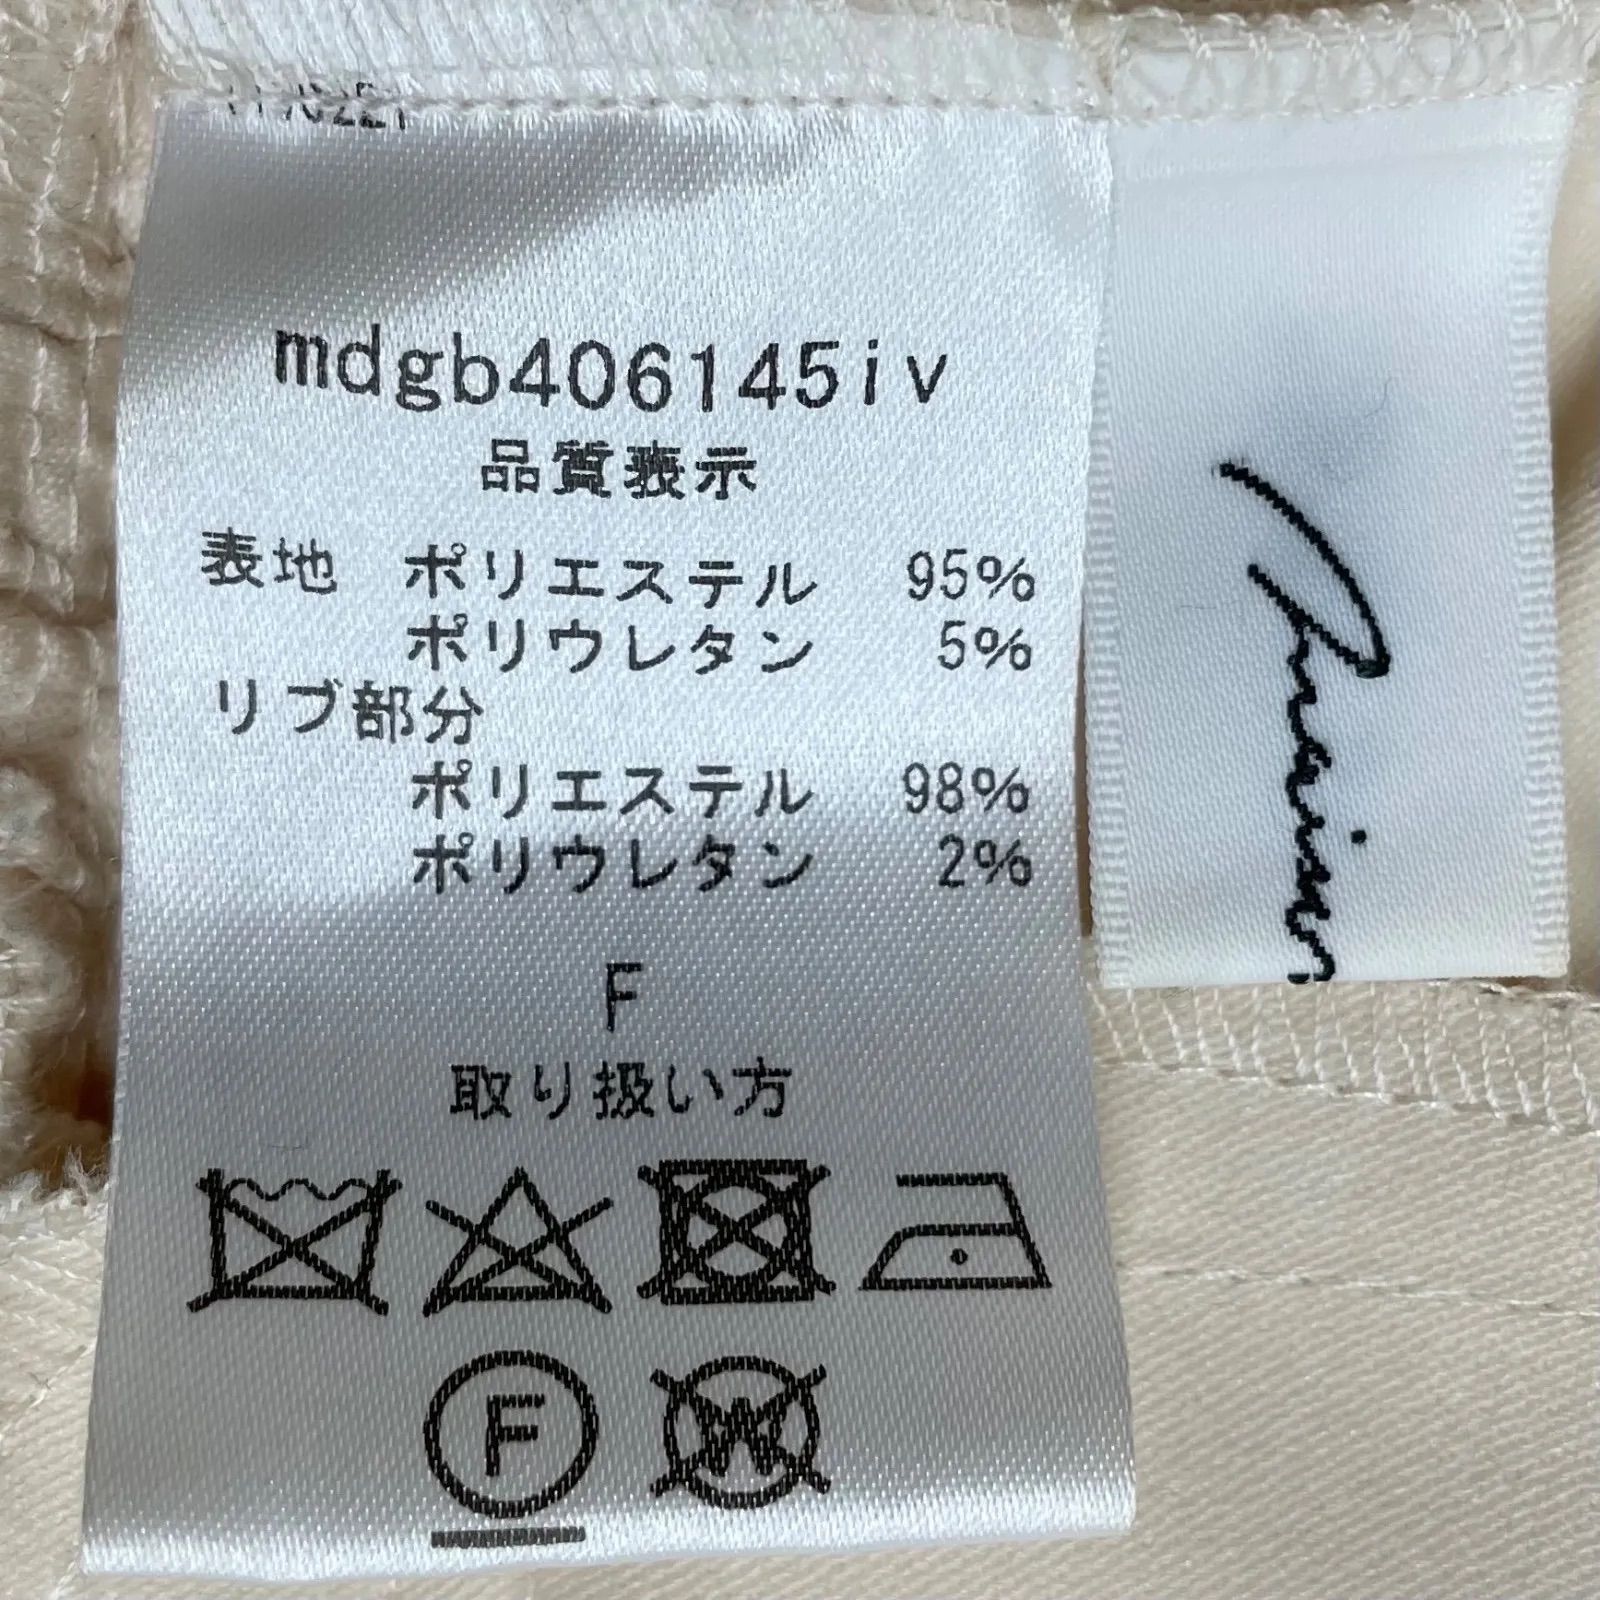 mdgb406145iv
品質表示
表地 ポリエステル 95%
ポリウレタン 5%
リブ部分
ポリエステル 98%
ポリウレタン 2%
F
取り扱い方
F
W